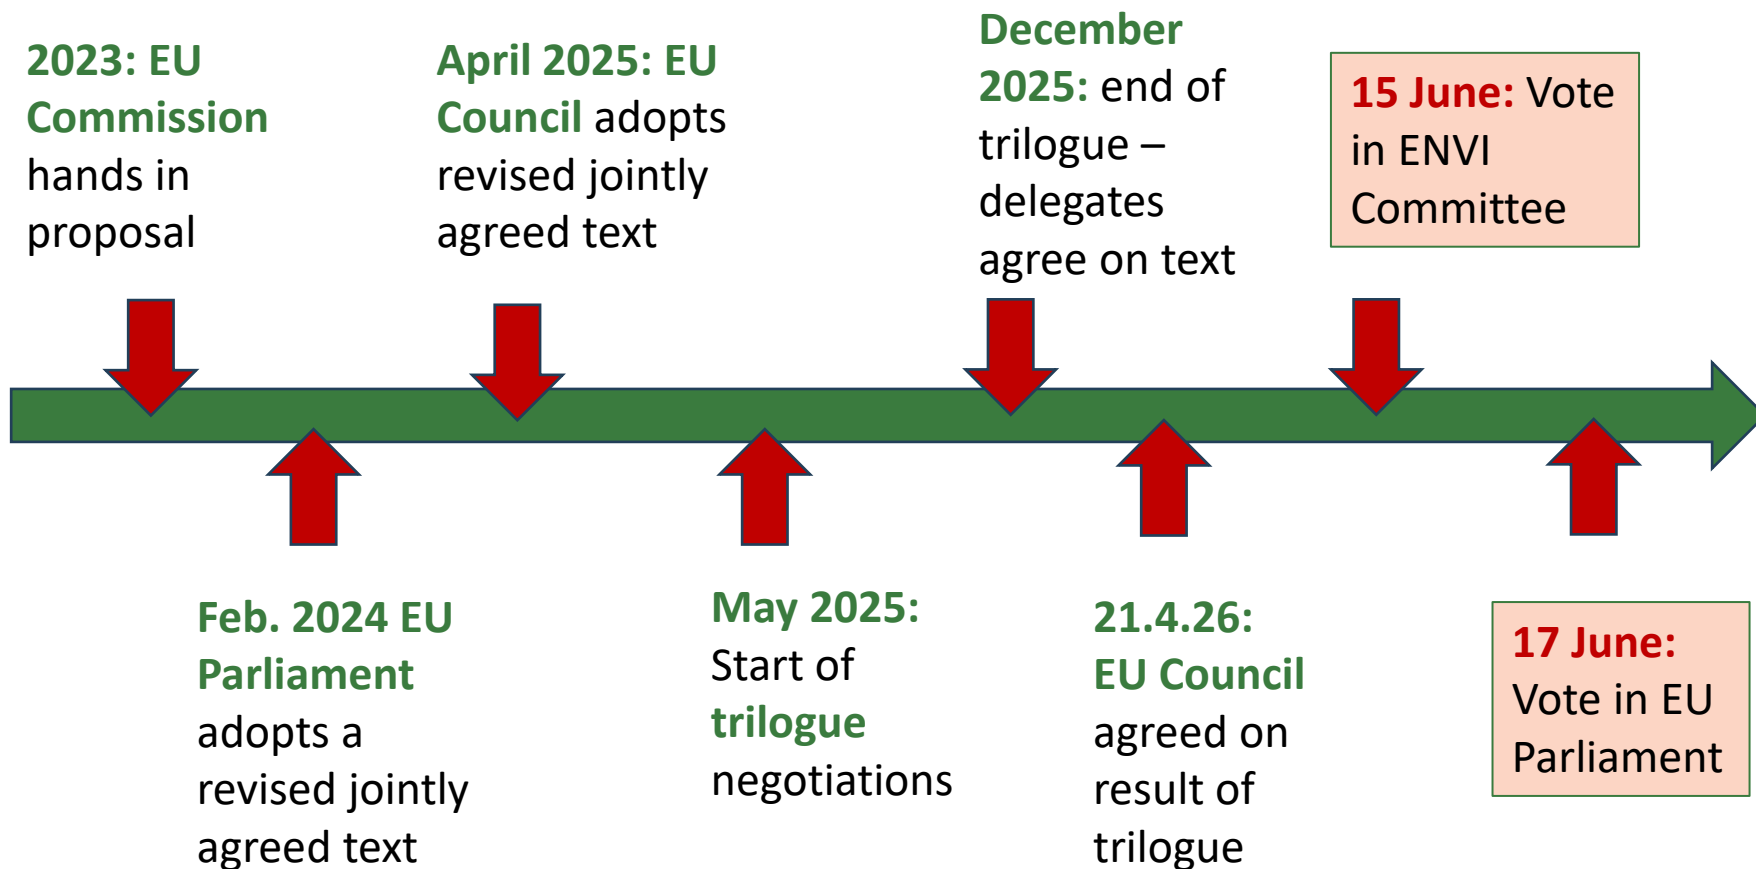 2023: EU
Commission
hands in
proposal
April 2025: EU
Council adopts
revised jointly
agreed text
December
2025: end of
trilogue –
delegates
agree on text
15 June: Vote
in ENVI
Committee
Feb. 2024 EU
Parliament
adopts a
revised jointly
agreed text
May 2025:
Start of
trilogue
negotiations
21.4.26:
EU Council
agreed on
result of
trilogue
17 June:
Vote in EU
Parliament